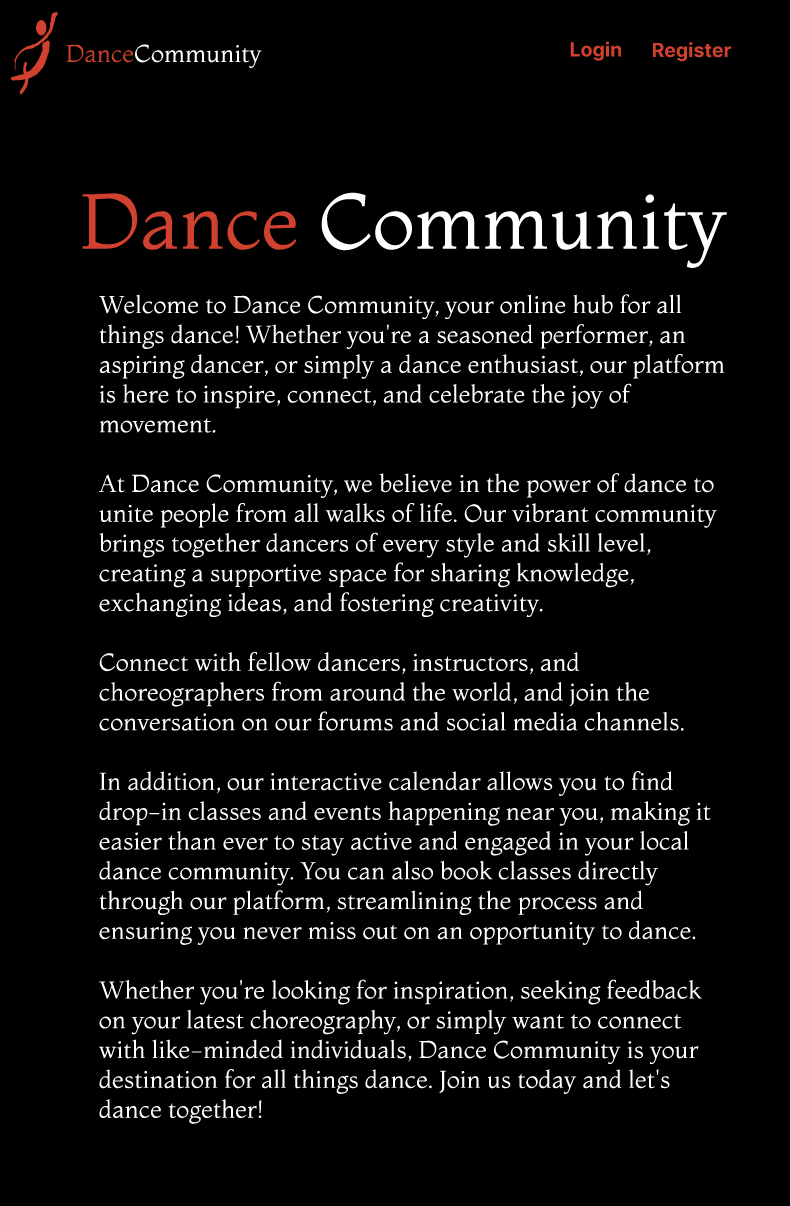 DanceCommunity
Login
Register
Dance Community
Welcome to Dance Community, your online hub for all
things dance! Whether you're a seasoned performer, an
aspiring dancer, or simply a dance enthusiast, our platform
is here to inspire, connect, and celebrate the joy of
movement.
At Dance Community, we believe in the power of dance to
unite people from all walks of life. Our vibrant community
brings together dancers of every style and skill level,
creating a supportive space for sharing knowledge,
exchanging ideas, and fostering creativity.
Connect with fellow dancers, instructors, and
choreographers from around the world, and join the
conversation on our forums and social media channels.
In addition, our interactive calendar allows you to find
drop-in classes and events happening near you, making it
easier than ever to stay active and engaged in your local
dance community. You can also book classes directly
through our platform, streamlining the process and
ensuring you never miss out on an opportunity to dance.
Whether you're looking for inspiration, seeking feedback
on your latest choreography, or simply want to connect
with like-minded individuals, Dance Community is your
destination for all things dance. Join us today and let's
dance together!